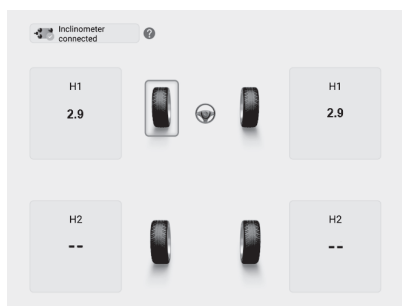 Inclinometer
connected
?
H1
2.9
H1
2.9
H2
--
H2
--